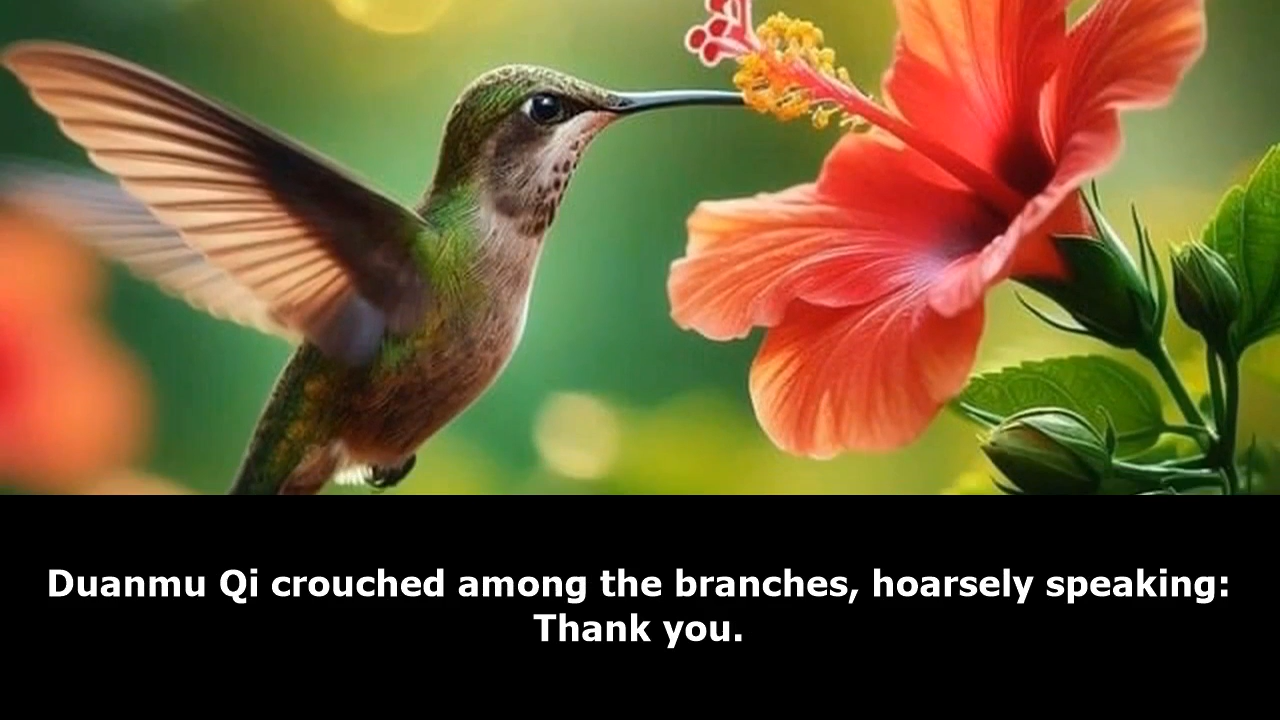 Duanmu Qi crouched among the branches, hoarsely speaking:
Thank you.